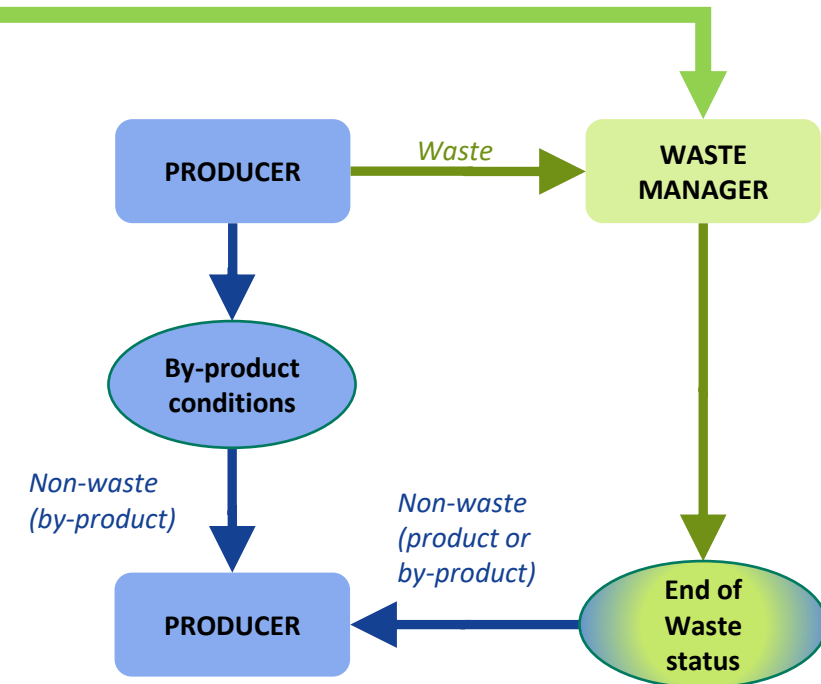 PRODUCER
Waste
WASTE
MANAGER
By-product
conditions
Non-waste
(by-product)
Non-waste
(product or
by-product)
PRODUCER
End of
Waste
status